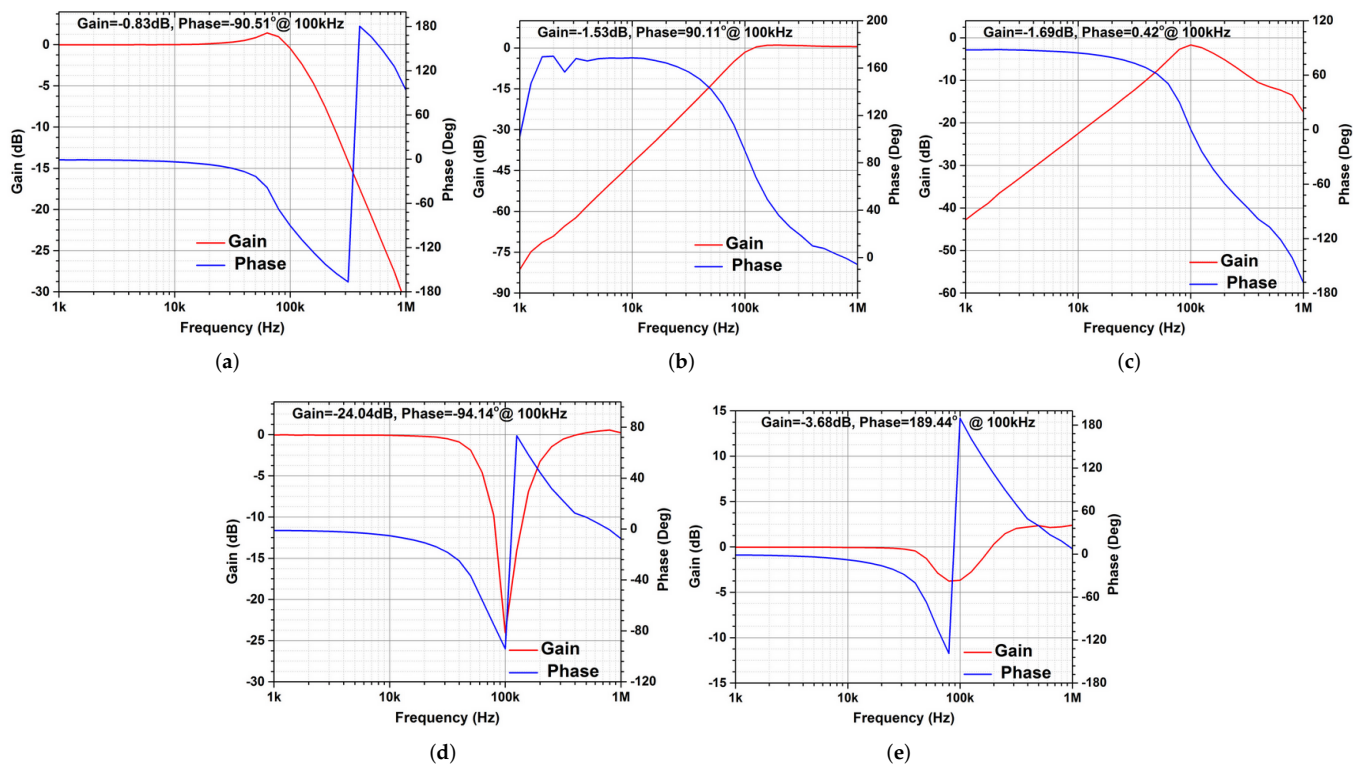 Gain=-0.83dB, Phase=-90.51°@ 100kHz
0
-5
-10
-15
-20
-25
-30
Gain (dB)
180
120
60
0
-60
-120
-180
Phase (Deg)
Gain
Phase
1k
10k
100k
1M
Frequency (Hz)
(a)
Gain=-1.53dB, Phase=90.11°@ 100kHz
0
-15
-30
-45
-60
-75
-90
Gain (dB)
200
160
120
80
40
0
Phase (Deg)
Gain
Phase
1k
10k
100k
1M
Frequency (Hz)
(b)
Gain=-1.69dB, Phase=0.42°@ 100kHz
0
-10
-20
-30
-40
-50
-60
Gain (dB)
120
60
0
-60
-120
-180
Phase (Deg)
Gain
Phase
1k
10k
100k
1M
Frequency (Hz)
(c)
Gain=-24.04dB, Phase=-94.14°@ 100kHz
0
-5
-10
-15
-20
-25
-30
Gain (dB)
80
40
0
-40
-80
-120
Phase (Deg)
Gain
Phase
1k
10k
100k
1M
Frequency (Hz)
(d)
Gain=-3.68dB, Phase=189.44° @ 100kHz
15
10
5
0
-5
-10
-15
Gain (dB)
180
120
60
0
-60
-120
-180
Phase (Deg)
Gain
Phase
1k
10k
100k
1M
Frequency (Hz)
(e)